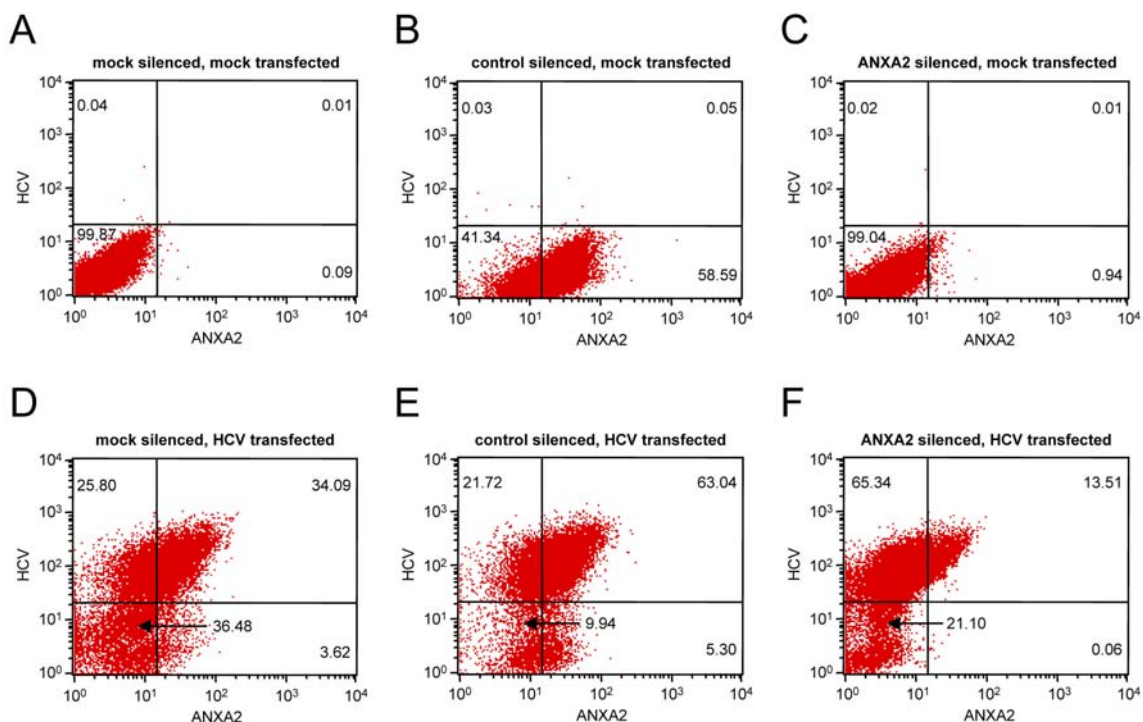 A
mock silenced, mock transfected
10⁴
10³
10²
10¹
10⁰
HCV
0.04
0.01
99.87
0.09
10⁰ 10¹ 10² 10³ 10⁴
ANXA2
B
control silenced, mock transfected
10⁴
10³
10²
10¹
10⁰
HCV
0.03
0.05
41.34
58.59
10⁰ 10¹ 10² 10³ 10⁴
ANXA2
C
ANXA2 silenced, mock transfected
10⁴
10³
10²
10¹
10⁰
HCV
0.02
0.01
99.04
0.94
10⁰ 10¹ 10² 10³ 10⁴
ANXA2
D
mock silenced, HCV transfected
10⁴
10³
10²
10¹
10⁰
HCV
25.80
34.09
36.48
3.62
10⁰ 10¹ 10² 10³ 10⁴
ANXA2
E
control silenced, HCV transfected
10⁴
10³
10²
10¹
10⁰
HCV
21.72
63.04
9.94
5.30
10⁰ 10¹ 10² 10³ 10⁴
ANXA2
F
ANXA2 silenced, HCV transfected
10⁴
10³
10²
10¹
10⁰
HCV
65.34
13.51
21.10
0.06
10⁰ 10¹ 10² 10³ 10⁴
ANXA2